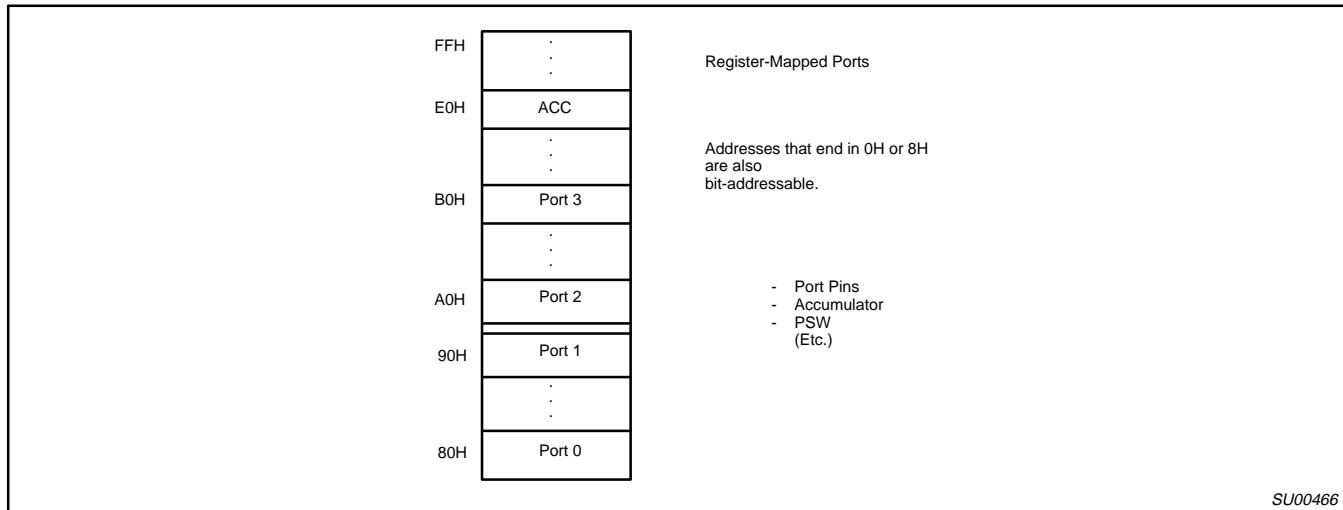 FFH
.
.
.
Register-Mapped Ports
E0H ACC
.
.
.
Addresses that end in 0H or 8H
are also
bit-addressable.
B0H Port 3
.
.
.
A0H Port 2
- Port Pins
- Accumulator
- PSW
(Etc.)
90H Port 1
.
.
.
80H Port 0
SU00466